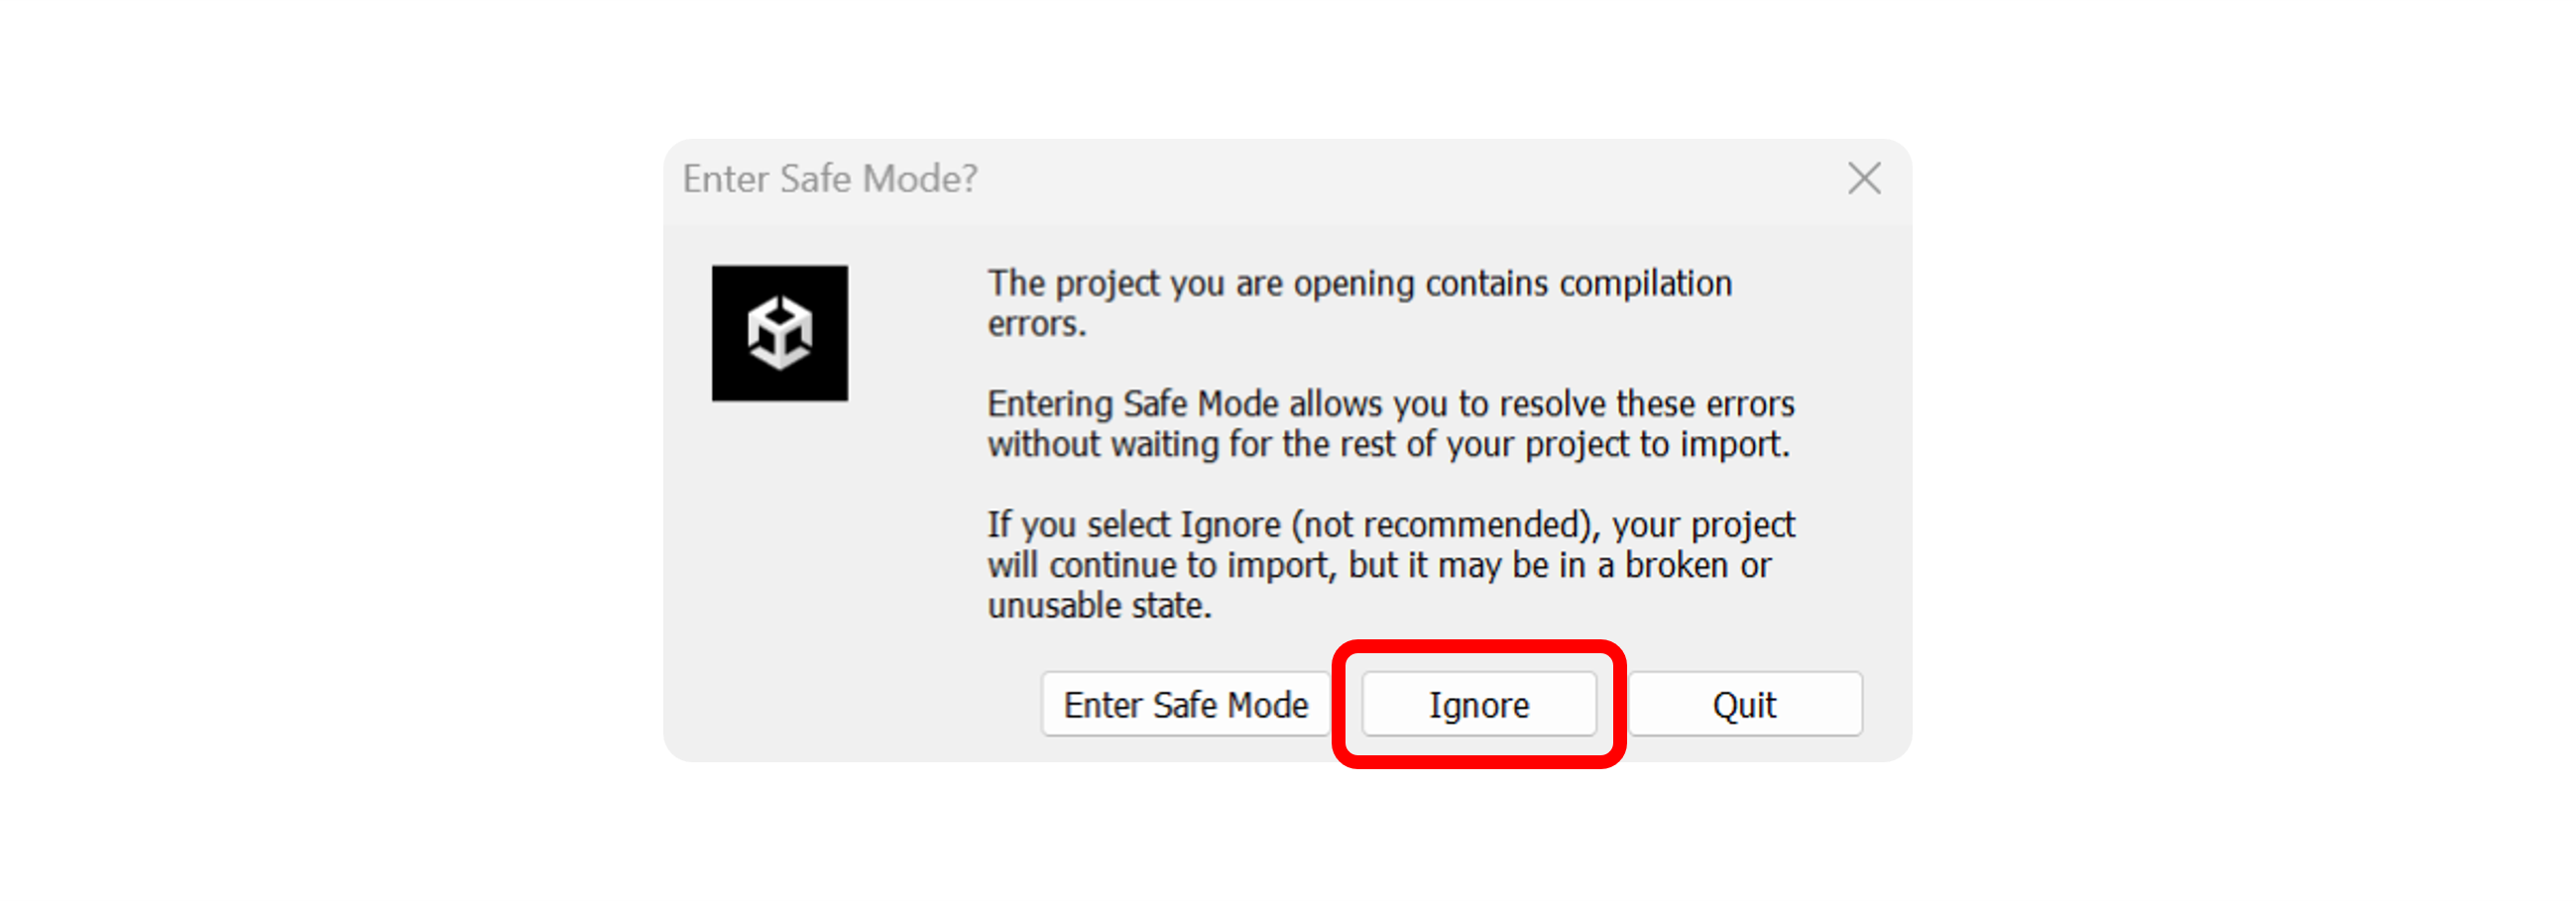 Enter Safe Mode?
The project you are opening contains compilation
errors.
Entering Safe Mode allows you to resolve these errors
without waiting for the rest of your project to import.
If you select Ignore (not recommended), your project
will continue to import, but it may be in a broken or
unusable state.
Enter Safe Mode
Ignore
Quit